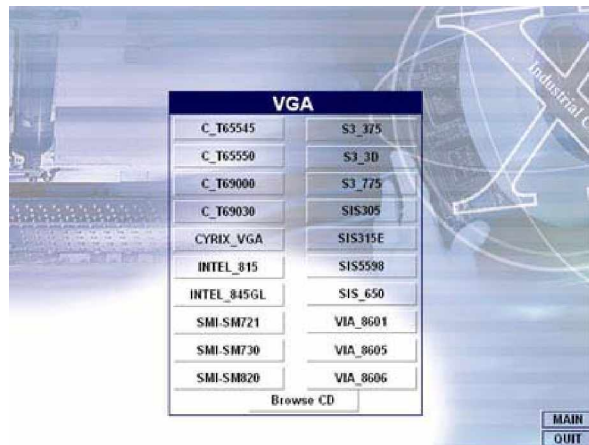 VGA
C_T65545 S3_375
C_T65550 S3_3D
C_T69000 S3_775
C_T69030 SIS305
CYRIX_VGA SIS315E
INTEL_815 SIS5598
INTEL_845GL SIS_650
SMI-SM721 VIA_8601
SMI-SM730 VIA_8605
SMI-SM820 VIA_8606
Browse CD
Industrial
MAIN
QUIT